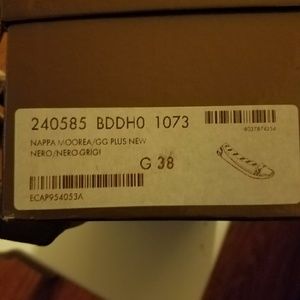 240585 BDDH0 1073
NAPPA MOOREA/GG PLUS NEW
NERO/NERO GRIGI
G 38
ECAP954053A